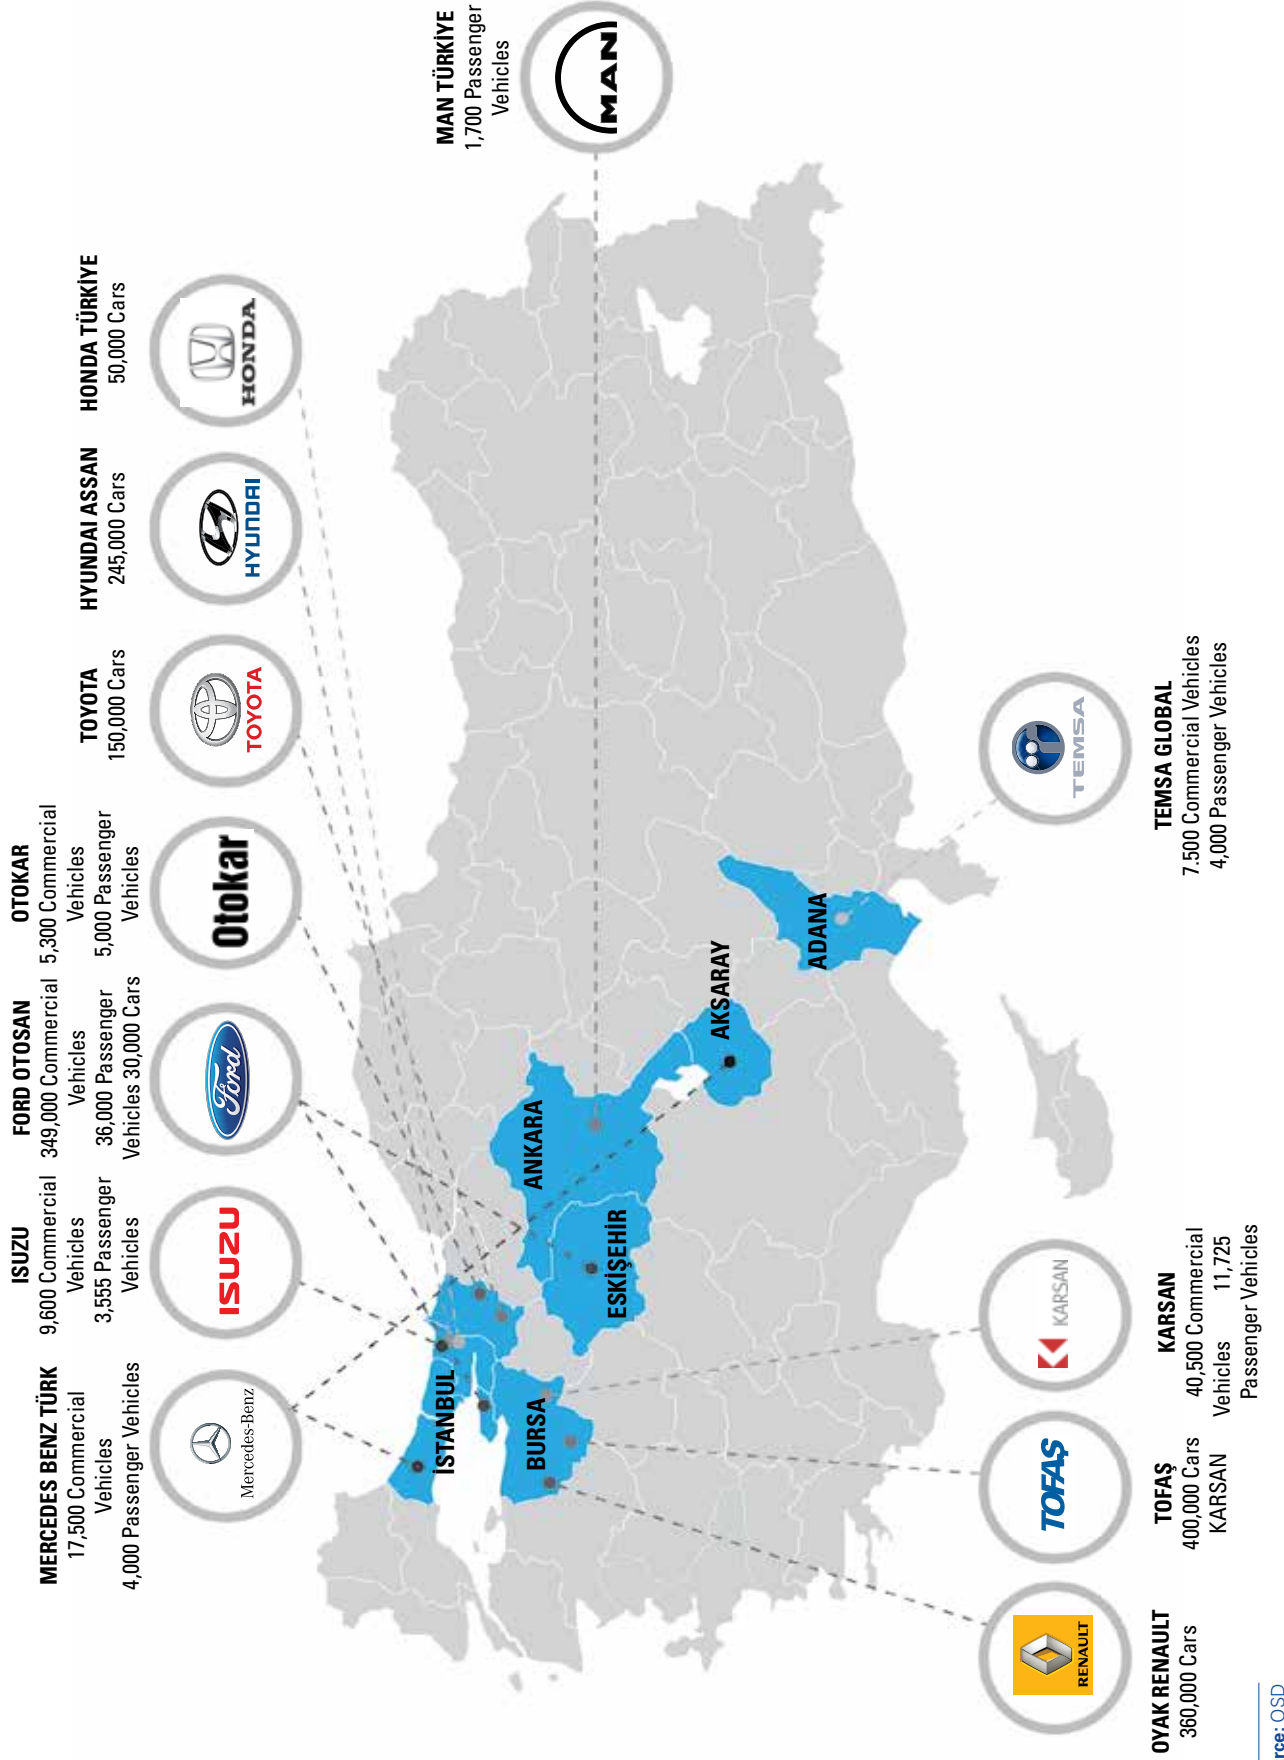 MERCEDES BENZ TÜRK
17,500 Commercial
Vehicles
4,000 Passenger Vehicles
Mercedes-Benz
ISUZU
9,600 Commercial
Vehicles
3,555 Passenger
Vehicles
ISUZU
FORD OTOSAN
349,000 Commercial
Vehicles
36,000 Passenger
Vehicles 30,000 Cars
Ford
OTOKAR
5,300 Commercial
Vehicles
5,000 Passenger
Vehicles
Otokar
TOYOTA
150,000 Cars
TOYOTA
HYUNDAI ASSAN
245,000 Cars
HYUNDAI
HONDA TÜRKİYE
50,000 Cars
HONDA
MAN TÜRKİYE
1,700 Passenger
Vehicles
MAN
İSTANBUL
BURSA
ESKİŞEHİR
ANKARA
AKSARAY
ADANA
RENAULT
OYAK RENAULT
360,000 Cars
TOFAŞ
TOFAŞ
400,000 Cars
KARSAN
KARSAN
KARSAN
40,500 Commercial
Vehicles 11,725
Passenger Vehicles
TEMSA
TEMSA GLOBAL
7.500 Commercial Vehicles
4,000 Passenger Vehicles
rce: OSD